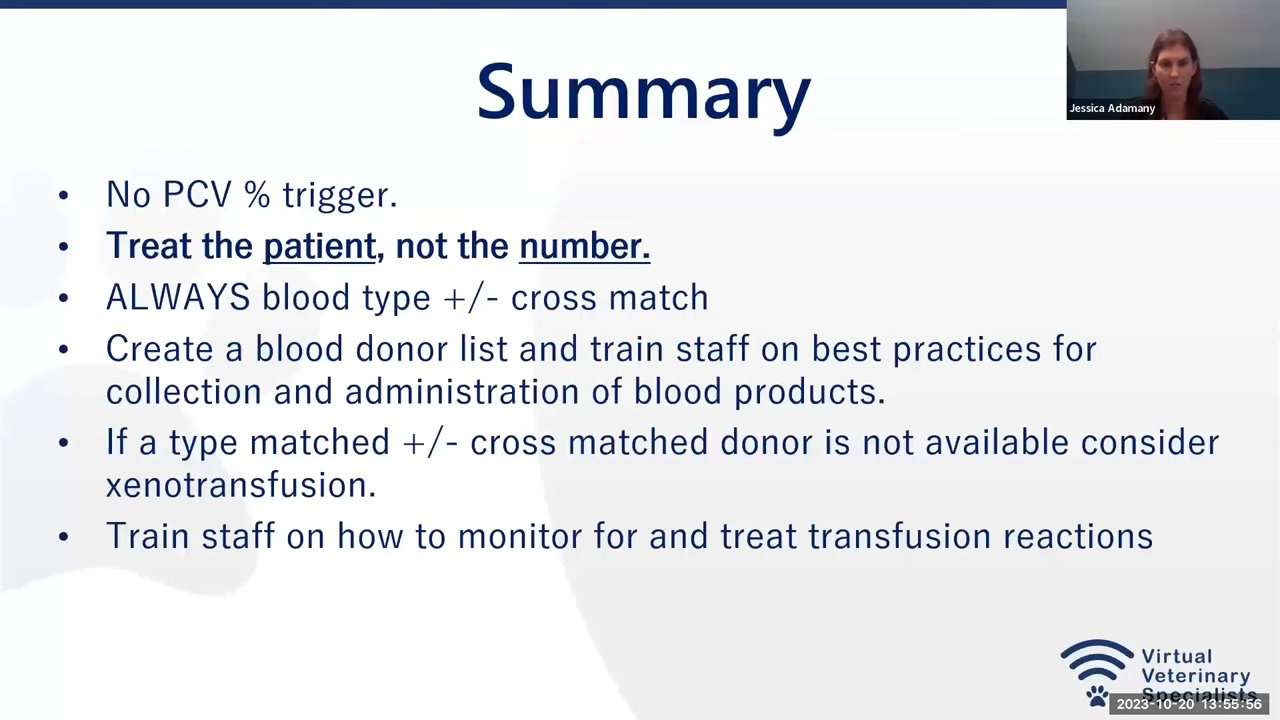 Summary
Jessica Adamany
• No PCV % trigger.
• Treat the patient, not the number.
• ALWAYS blood type +/- cross match
• Create a blood donor list and train staff on best practices for
collection and administration of blood products.
• If a type matched +/- cross matched donor is not available consider
xenotransfusion.
• Train staff on how to monitor for and treat transfusion reactions
Virtual
Veterinary
Specialists
2023-10-20 13:55:56